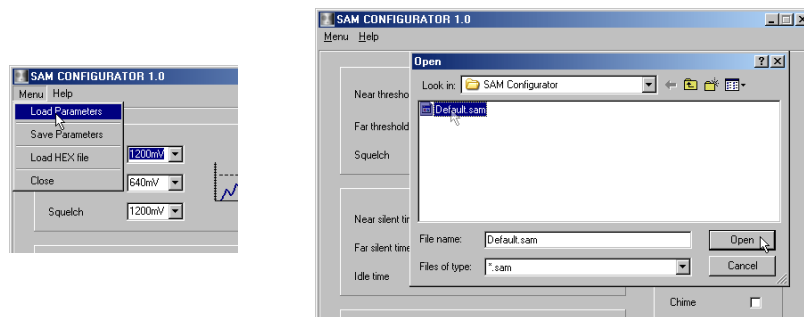 SAM CONFIGURATOR 1.0
Menu Help
Load Parameters
Save Parameters
Load HEX file
Close
1200mV
640mV
Squelch 1200mV
SAM CONFIGURATOR 1.0
Menu Help
Open
Look in: SAM Configurator
Default.sam
Near thresho
Far threshold
Squelch
Near silent tin
Far silent time
Idle time
File name: Default.sam Open
Files of type: *.sam Cancel
Chime